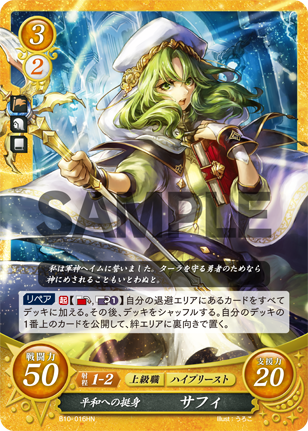 3
2
SAMPLE
私は軍神ヘイムに誓いました。ターラを守る勇者のためなら
神にめされることもいとわぬと。
リペア 起 自分の退避エリアにあるカードをすべて
デッキに加える。その後、デッキをシャッフルする。自分のデッキの
1番上のカードを公開して、絆エリアに裏向きで置く。
戦闘力
50
射程 1-2
上級職
ハイプリースト
支援力
20
平和への挺身 サフィ
Illust:うろこ